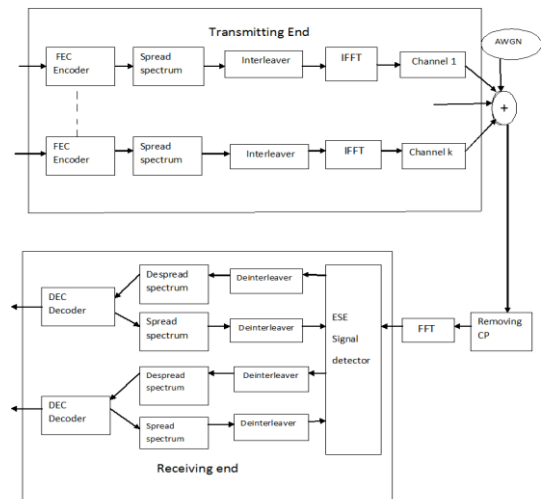 Transmitting End
AWGN
FEC
Encoder
Spread
spectrum
Interleaver
IFFT
Channel 1
+
FEC
Encoder
Spread
spectrum
Interleaver
IFFT
Channel k
Despread
spectrum
Deinterleaver
DEC
Decoder
Spread
spectrum
Deinterleaver
ESE
Signal
detector
FFT
Removing
CP
Despread
spectrum
Deinterleaver
DEC
Decoder
Spread
spectrum
Deinterleaver
Receiving end